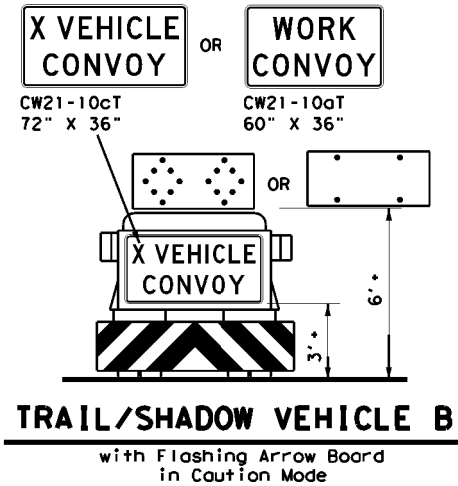 X VEHICLE
CONVOY
OR
WORK
CONVOY
CW21-10cT
72" X 36"
CW21-10aT
60" X 36"
OR
X VEHICLE
CONVOY
6' +
3' +
TRAIL/SHADOW VEHICLE B
with Flashing Arrow Board
in Caution Mode